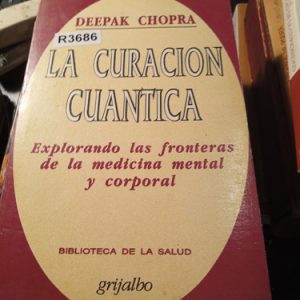 DEEPAK CHOPRA
R3686
LA CURACION
CUANTICA
Explorando las fronteras
de la medicina mental
y corporal
BIBLIOTECA DE LA SALUD
grijalbo